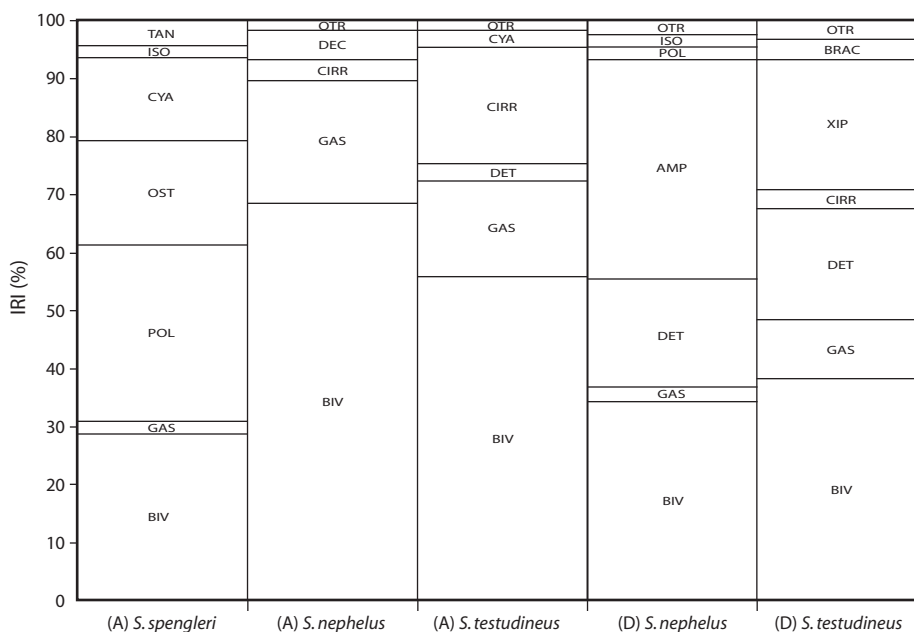 IRI (%)
100
90
80
70
60
50
40
30
20
10
0
TAN
ISO
CYA
OST
POL
GAS
BIV
OTR
DEC
CIRR
GAS
BIV
OTR
CYA
CIRR
DET
GAS
BIV
OTR
ISO
POL
AMP
DET
GAS
BIV
OTR
BRAC
XIP
CIRR
DET
GAS
BIV
(A) S. spengleri
(A) S. nephelus
(A) S. testudineus
(D) S. nephelus
(D) S. testudineus